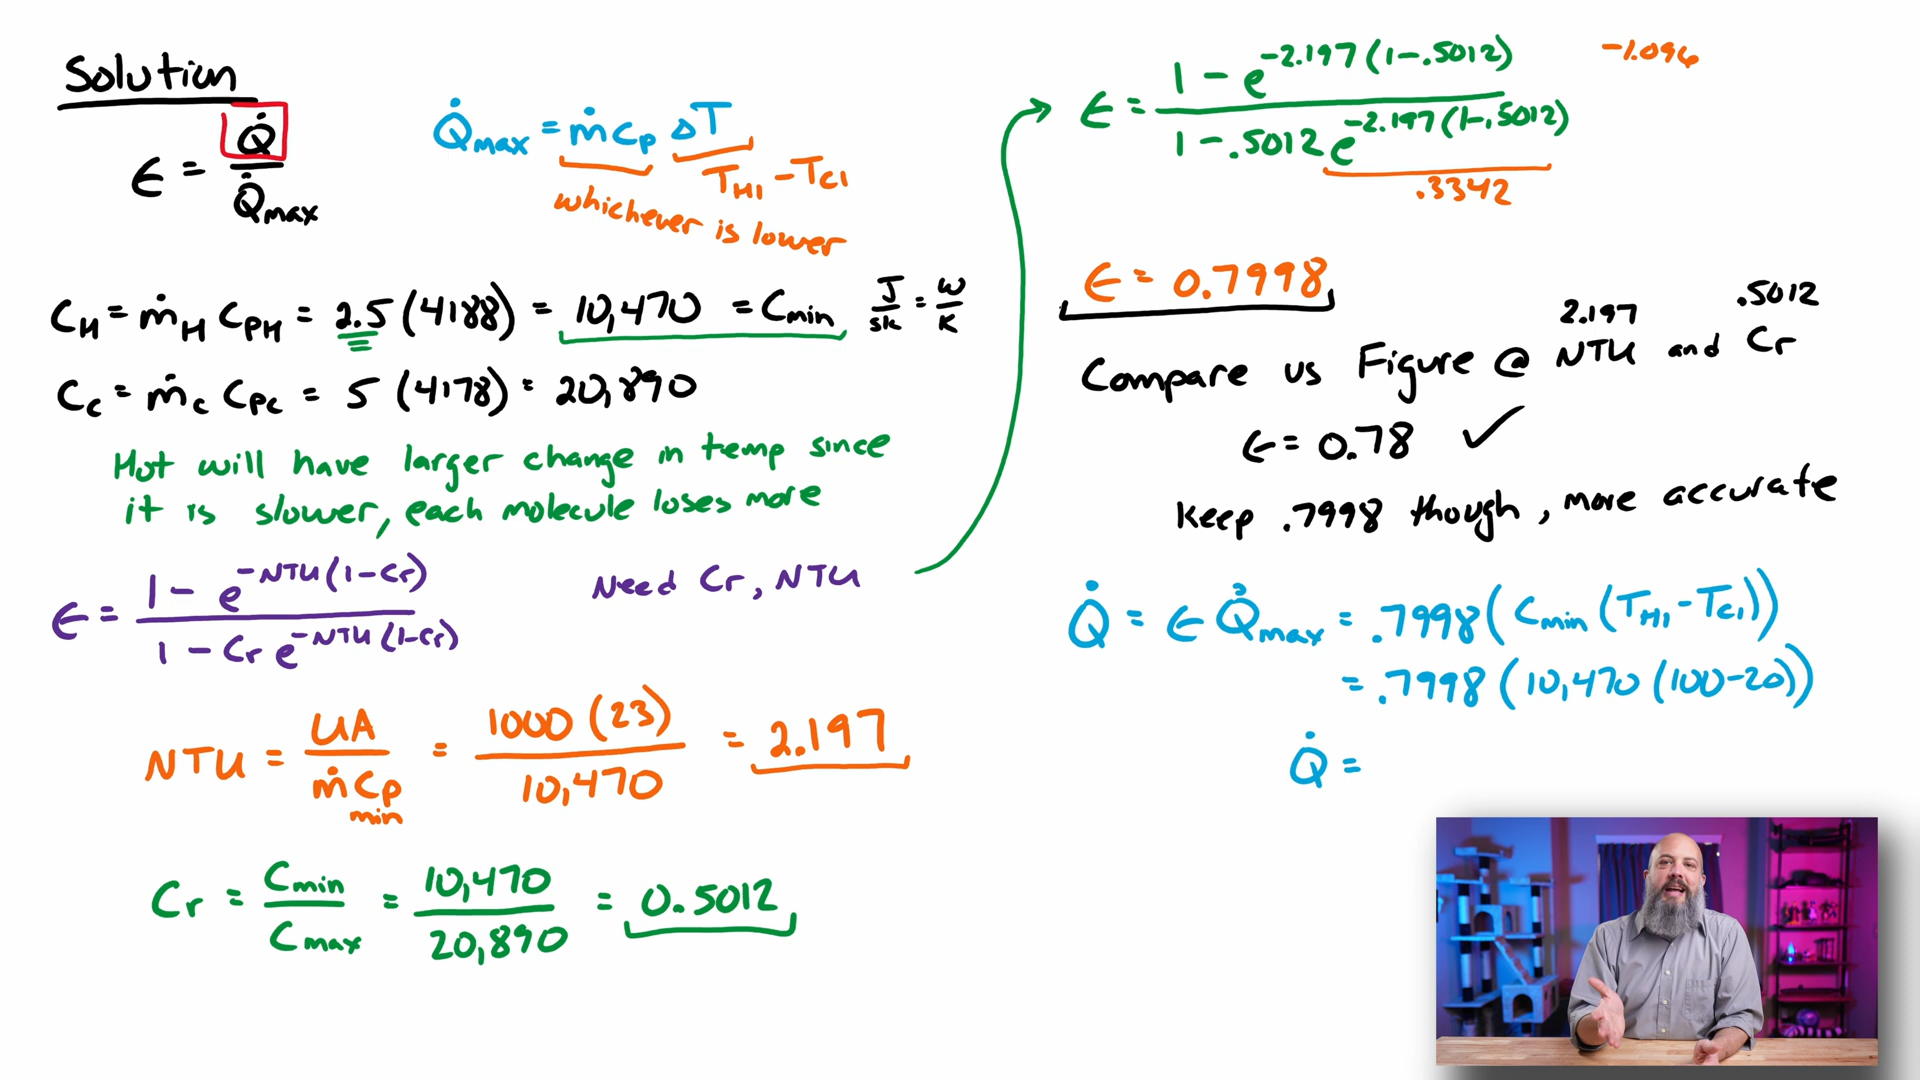 Solution
ϵ = Q̇ / Q̇max
Q̇max = ṁcp ΔT
TH1 - TC1
whichever is lower
CH = ṁH CPH = 2.5 (4188) = 10,470 = Cmin J/sK = W/K
Cc = ṁc CPC = 5 (4178) = 20,890
Hot will have larger change in temp since
it is slower, each molecule loses more
ϵ = (1 - e^-NTU(1-Cr)) / (1 - Cr e^-NTU(1-Cr))
Need Cr, NTU
NTU = UA / ṁCp min = 1000 (23) / 10,470 = 2.197
Cr = Cmin / Cmax = 10,470 / 20,890 = 0.5012
ϵ = (1 - e^-2.197(1-.5012)) / (1 - .5012 e^-2.197(1-.5012))
-1.096
.3342
ϵ = 0.7998
2.197 .5012
Compare vs Figure @ NTU and Cr
ϵ = 0.78 ✓
Keep .7998 though, more accurate
Q̇ = ϵ Q̇max = .7998 (Cmin (TH1 - TC1))
= .7998 (10,470 (100-20))
Q̇ =